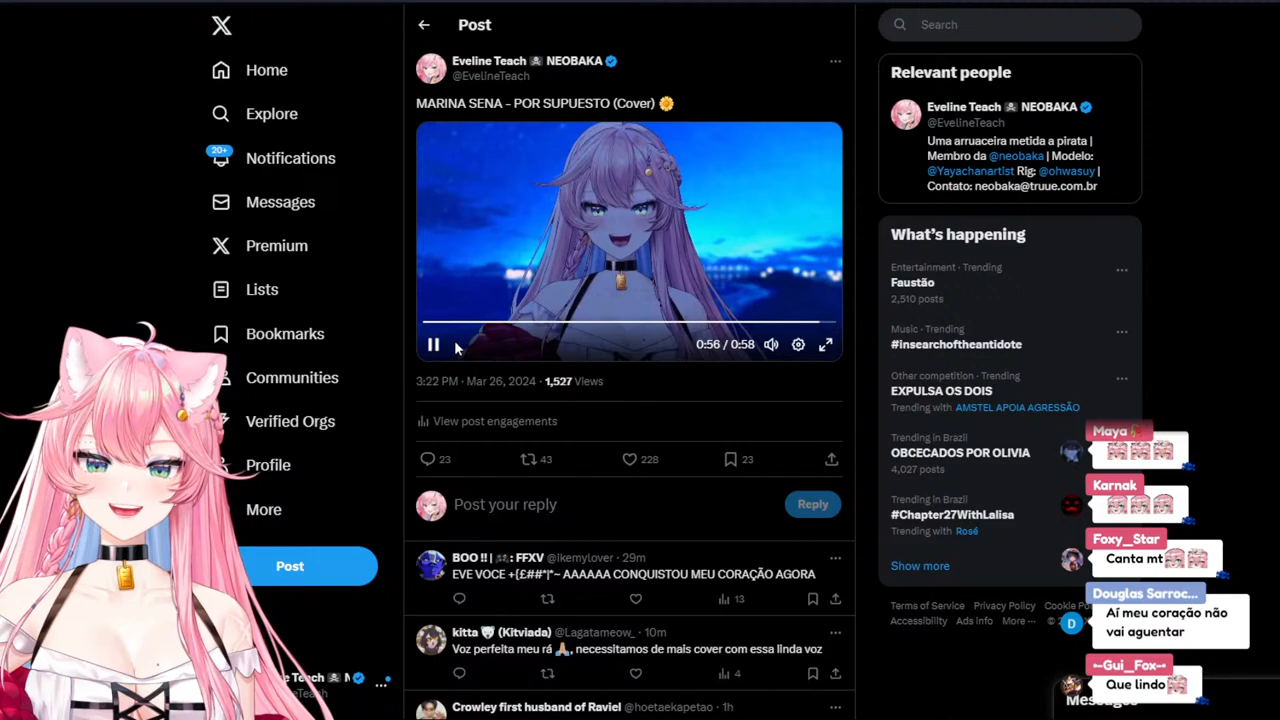 Home
Explore
20+
Notifications
Messages
Premium
Lists
Bookmarks
Communities
Verified Orgs
Profile
More
Post
Post
Eveline Teach ☠ NEOBAKA
@EvelineTeach
MARINA SENA - POR SUPUESTO (Cover) 🌼
0:56 / 0:58
3:22 PM · Mar 26, 2024 · 1,527 Views
View post engagements
23
43
228
23
Post your reply
Reply
BOO !! | 🎮 : FFXV @ikemylover · 29m
EVE VOCE +{£##*|*~ AAAAAA CONQUISTOU MEU CORAÇÃO AGORA
13
kitta 🐻‍❄️ (Kitviada) @Lagatameow_ · 10m
Voz perfeita meu rá 🙏🏼, necessitamos de mais cover com essa linda voz
4
Crowley first husband of Raviel @hoetaekapetao · 1h
Search
Relevant people
Eveline Teach ☠ NEOBAKA
@EvelineTeach
Uma arruaceira metida a pirata |
Membro da @neobaka | Modelo:
@Yayachanartist Rig: @ohwasuy |
Contato: neobaka@truue.com.br
What's happening
Entertainment · Trending
Faustão
2,510 posts
Music · Trending
#insearchoftheantidote
Other competition · Trending
EXPULSA OS DOIS
Trending with AMSTEL APOIA AGRESSÃO
Trending in Brazil
OBCECADOS POR OLIVIA
4,027 posts
Trending in Brazil
#Chapter27WithLalisa
Trending with Rosé
Show more
Terms of Service Privacy Policy Cookie
Accessibility Ads info More ··· ©
Maya
Karnak
Foxy__Star
Canta mt
Douglas Sarroc...
D
Aí meu coração não
vai aguentar
•~Gui_Fox~•
Que lindo
Messages